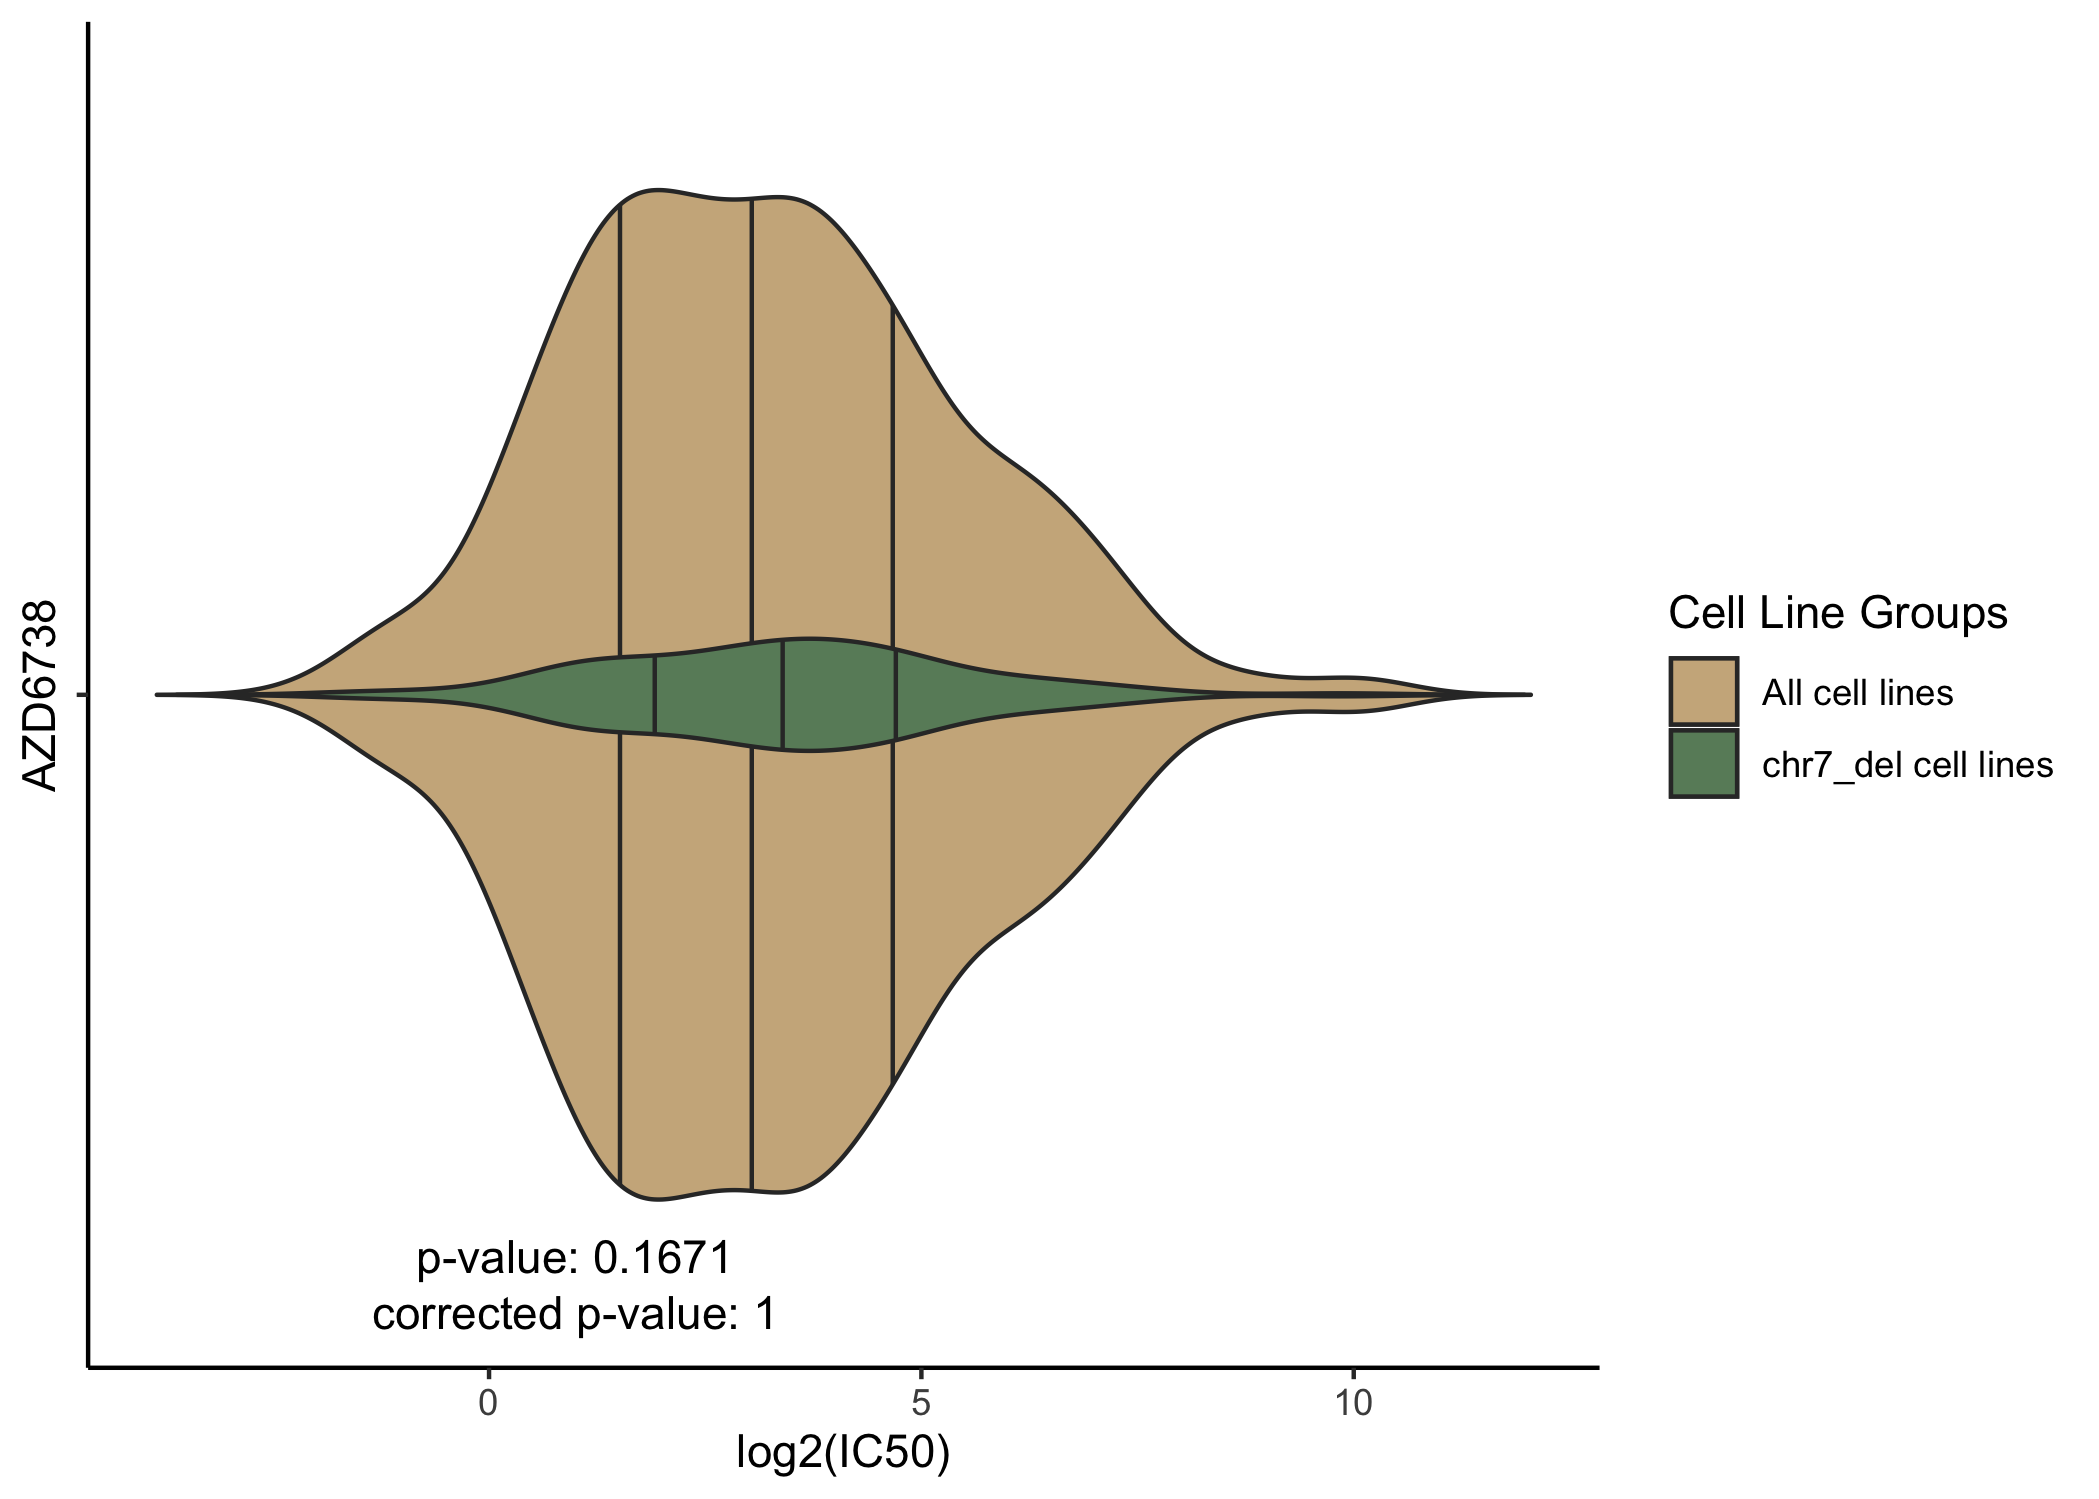 AZD6738
p-value: 0.1671
corrected p-value: 1
0 5 10
log2(IC50)
Cell Line Groups
All cell lines
chr7_del cell lines